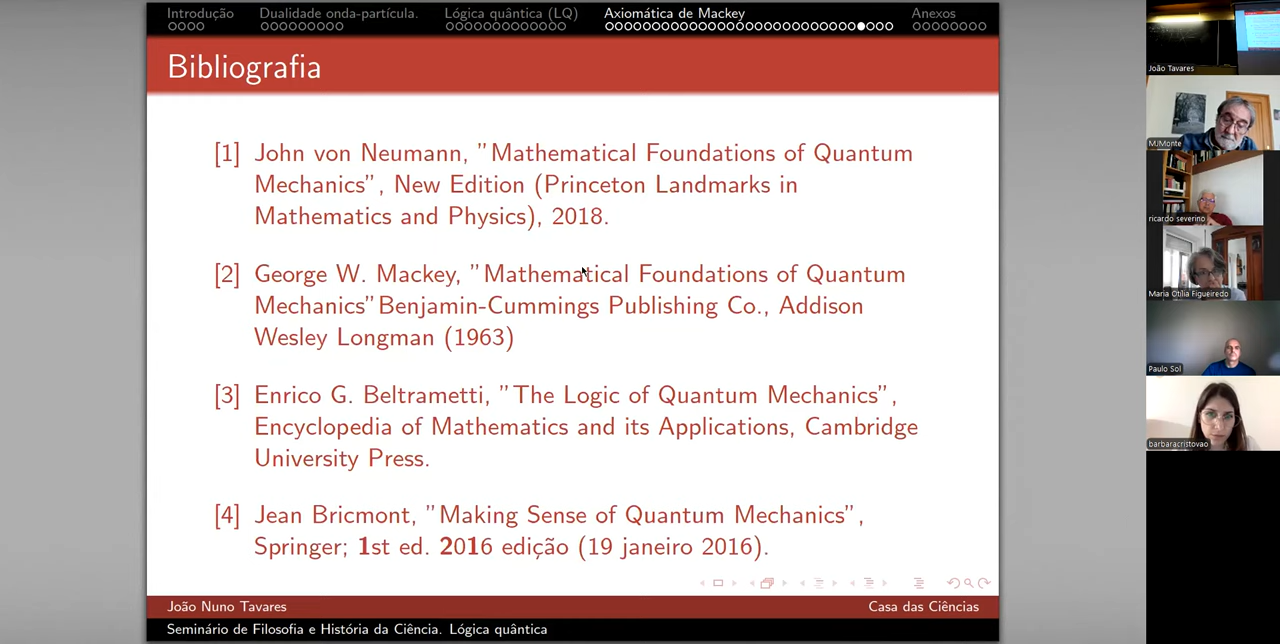 Introdução Dualidade onda-partícula. Lógica quântica (LQ) Axiomática de Mackey Anexos
Bibliografia
[1] John von Neumann, ”Mathematical Foundations of Quantum
Mechanics”, New Edition (Princeton Landmarks in
Mathematics and Physics), 2018.
[2] George W. Mackey, ”Mathematical Foundations of Quantum
Mechanics”Benjamin-Cummings Publishing Co., Addison
Wesley Longman (1963)
[3] Enrico G. Beltrametti, ”The Logic of Quantum Mechanics”,
Encyclopedia of Mathematics and its Applications, Cambridge
University Press.
[4] Jean Bricmont, ”Making Sense of Quantum Mechanics”,
Springer; 1st ed. 2016 edição (19 janeiro 2016).
João Nuno Tavares Casa das Ciências
Seminário de Filosofia e História da Ciência. Lógica quântica
João Tavares
MJMonte
ricardo severino
Maria Otília Figueiredo
Paulo Sol
barbaracristovao